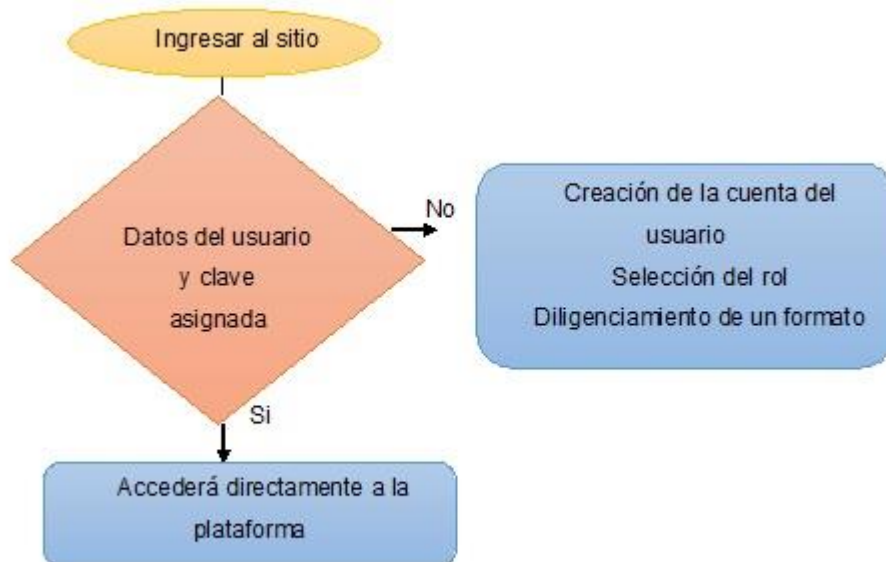 Ingresar al sitio
Datos del usuario
y clave
asignada
No
Creación de la cuenta del
usuario
Selección del rol
Diligenciamiento de un formato
Si
Accederá directamente a la
plataforma